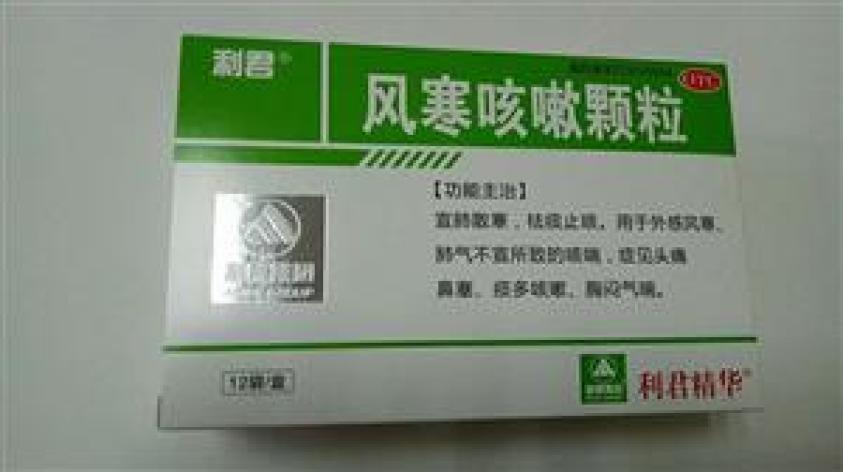 利君®
OTC
风寒咳嗽颗粒
【功能主治】
宣肺散寒,祛痰止咳。用于外感风寒、
肺气不宣所致的咳喘,症见头痛
鼻塞、痰多咳嗽、胸闷气喘。
12袋/盒
利君精华®